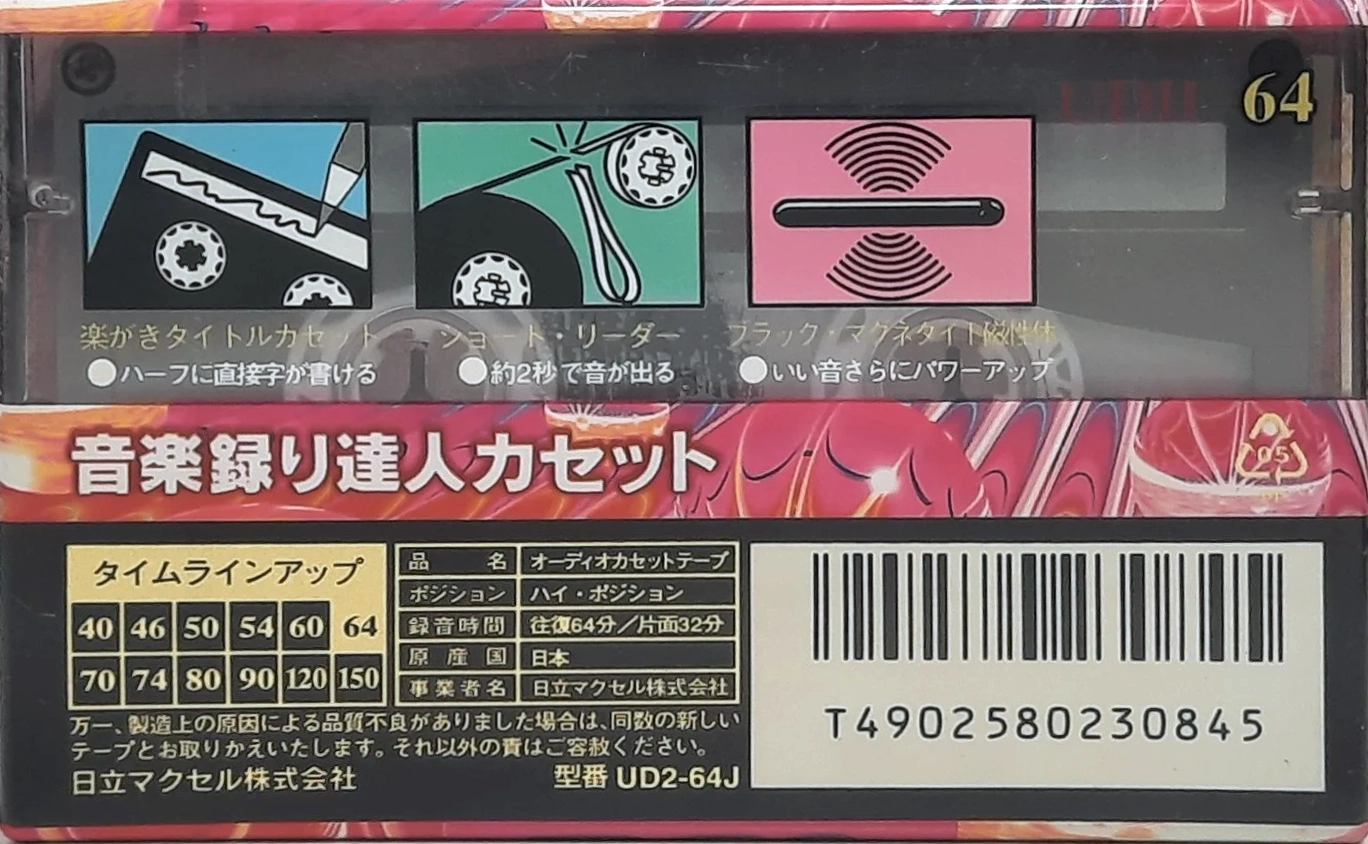 64
楽がきタイトルカセット
●ハーフに直接字が書ける
ショート・リーダー
●約2秒で音が出る
ブラック・マグネタイト磁性体
●いい音さらにパワーアップ
音楽録り達人カセット
05
タイムラインアップ
40 46 50 54 60 64
70 74 80 90 120 150
品名 オーディオカセットテープ
ポジション ハイ・ポジション
録音時間 往復64分／片面32分
原産国 日本
事業者名 日立マクセル株式会社
万一、製造上の原因による品質不良がありました場合は、同数の新しい
テープとお取りかえいたします。それ以外の責はご容赦ください。
日立マクセル株式会社 型番 UD2-64J
T4902580230845